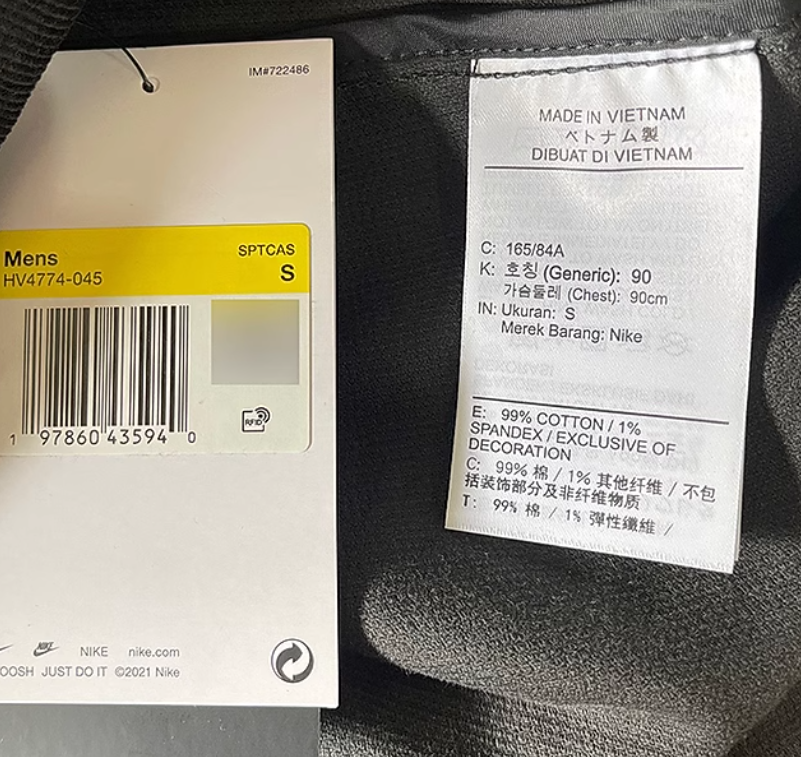 IM#722486
Mens
SPTCAS
HV4774-045
S
RFID
1 97860 43594 0
NIKE nike.com
OOSH JUST DO IT ©2021 Nike
MADE IN VIETNAM
ベトナム製
DIBUAT DI VIETNAM
C: 165/84A
K: 호칭 (Generic): 90
가슴둘레 (Chest): 90cm
IN: Ukuran: S
Merek Barang: Nike
E: 99% COTTON / 1%
SPANDEX / EXCLUSIVE OF
DECORATION
C: 99% 棉 / 1% 其他纤维 / 不包
括装饰部分及非纤维物质
T: 99% 棉 / 1% 彈性纖維 /